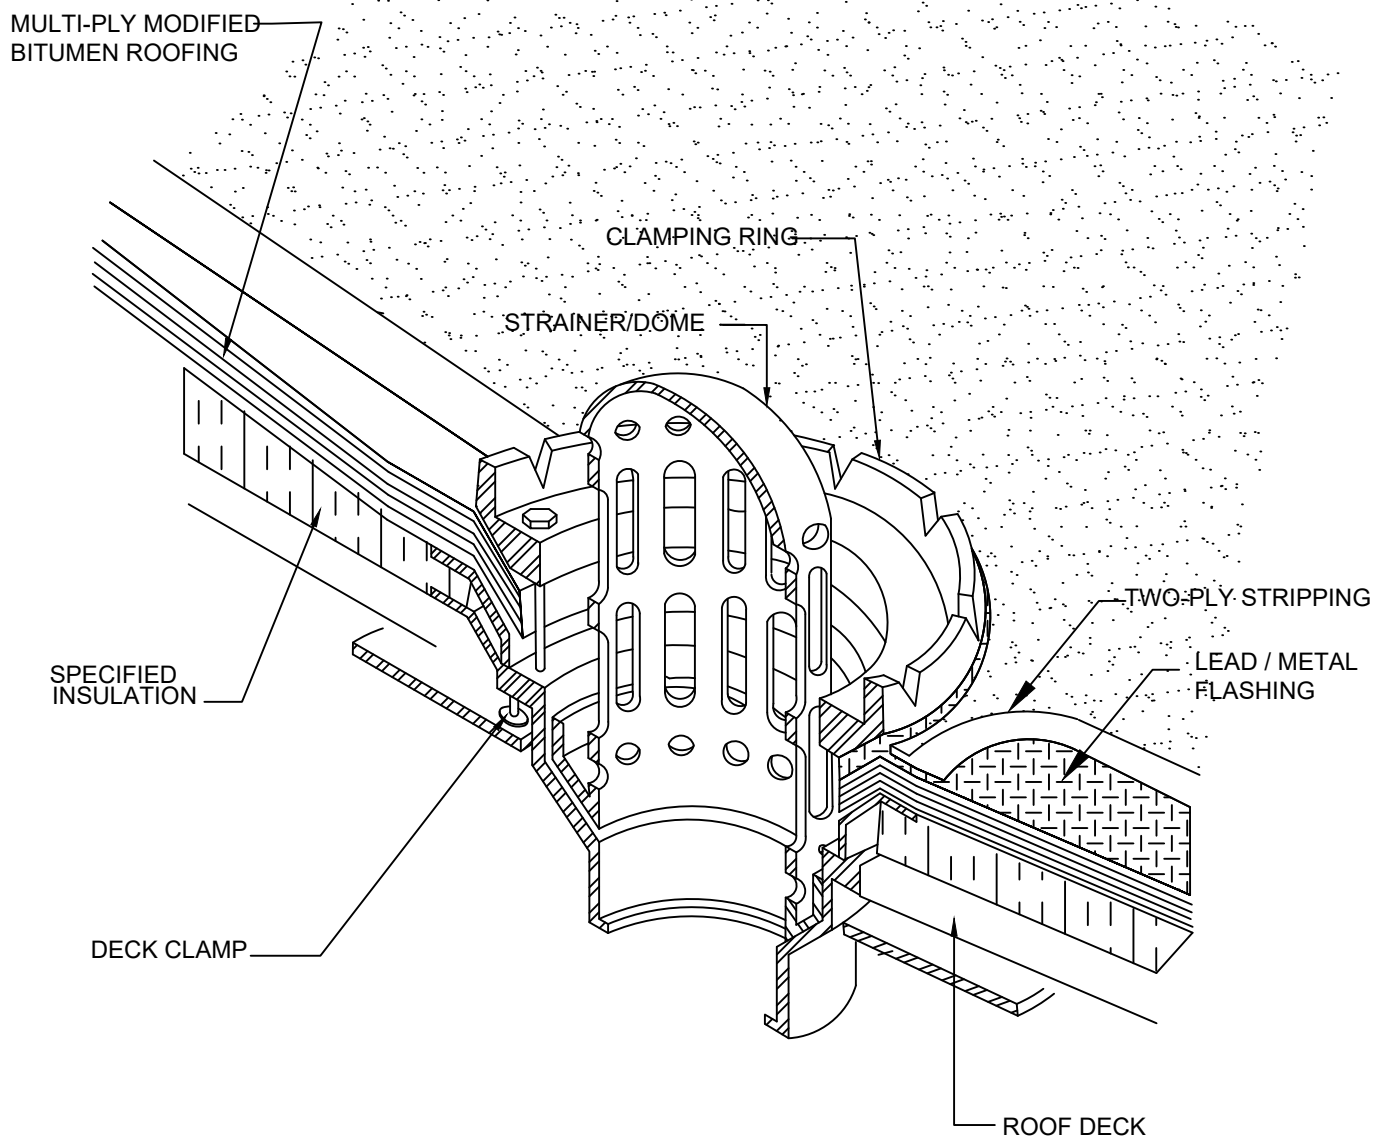 MULTI-PLY MODIFIED
BITUMEN ROOFING
CLAMPING RING
STRAINER/DOME
TWO-PLY STRIPPING
LEAD / METAL
FLASHING
SPECIFIED
INSULATION
DECK CLAMP
ROOF DECK